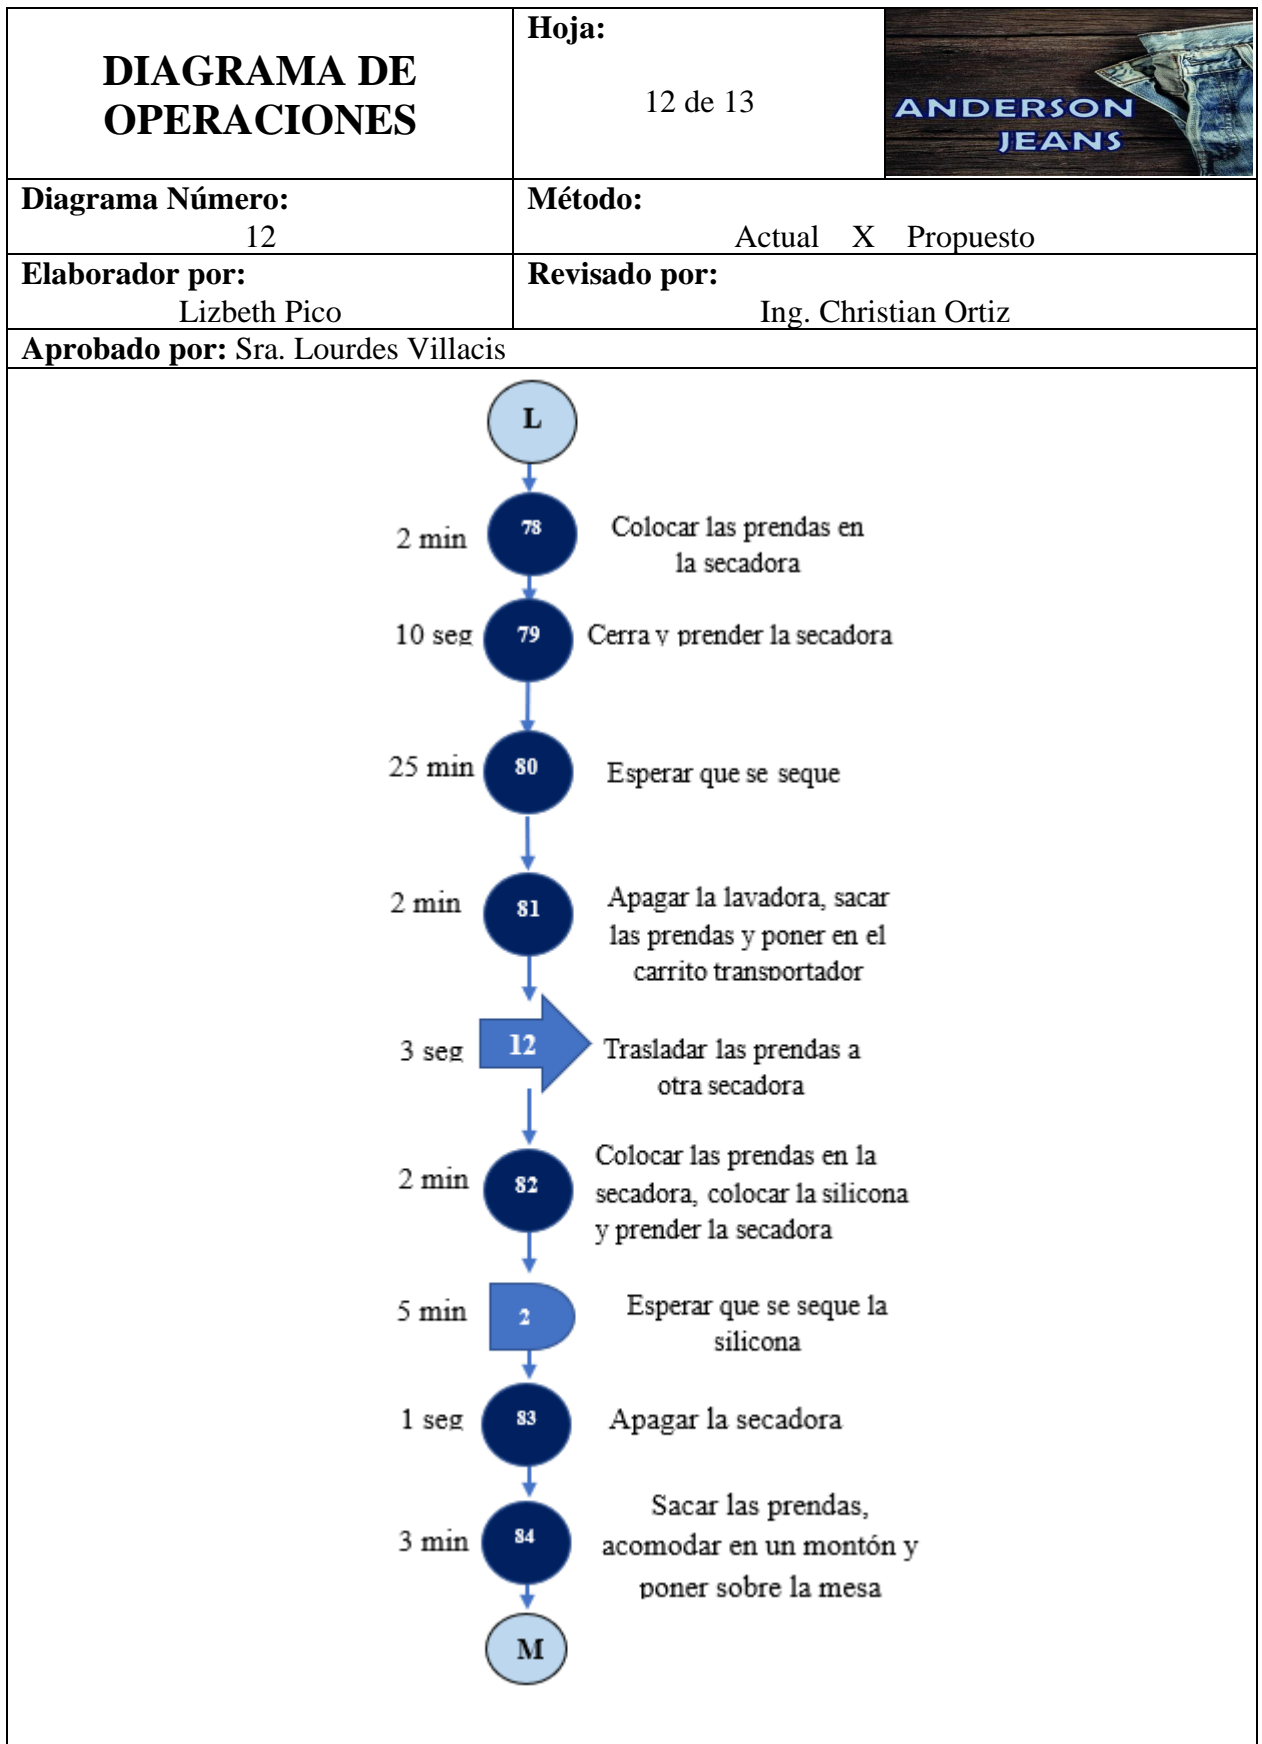 DIAGRAMA DE
OPERACIONES
Hoja:
12 de 13
ANDERSON
JEANS
Diagrama Número:
12
Método:
Actual X Propuesto
Elaborador por:
Lizbeth Pico
Revisado por:
Ing. Christian Ortiz
Aprobado por: Sra. Lourdes Villacis
L
2 min
78
Colocar las prendas en
la secadora
10 seg
79
Cerra y prender la secadora
25 min
80
Esperar que se seque
2 min
81
Apagar la lavadora, sacar
las prendas y poner en el
carrito transportador
3 seg
12
Trasladar las prendas a
otra secadora
2 min
82
Colocar las prendas en la
secadora, colocar la silicona
y prender la secadora
5 min
2
Esperar que se seque la
silicona
1 seg
83
Apagar la secadora
3 min
84
Sacar las prendas,
acomodar en un montón y
poner sobre la mesa
M